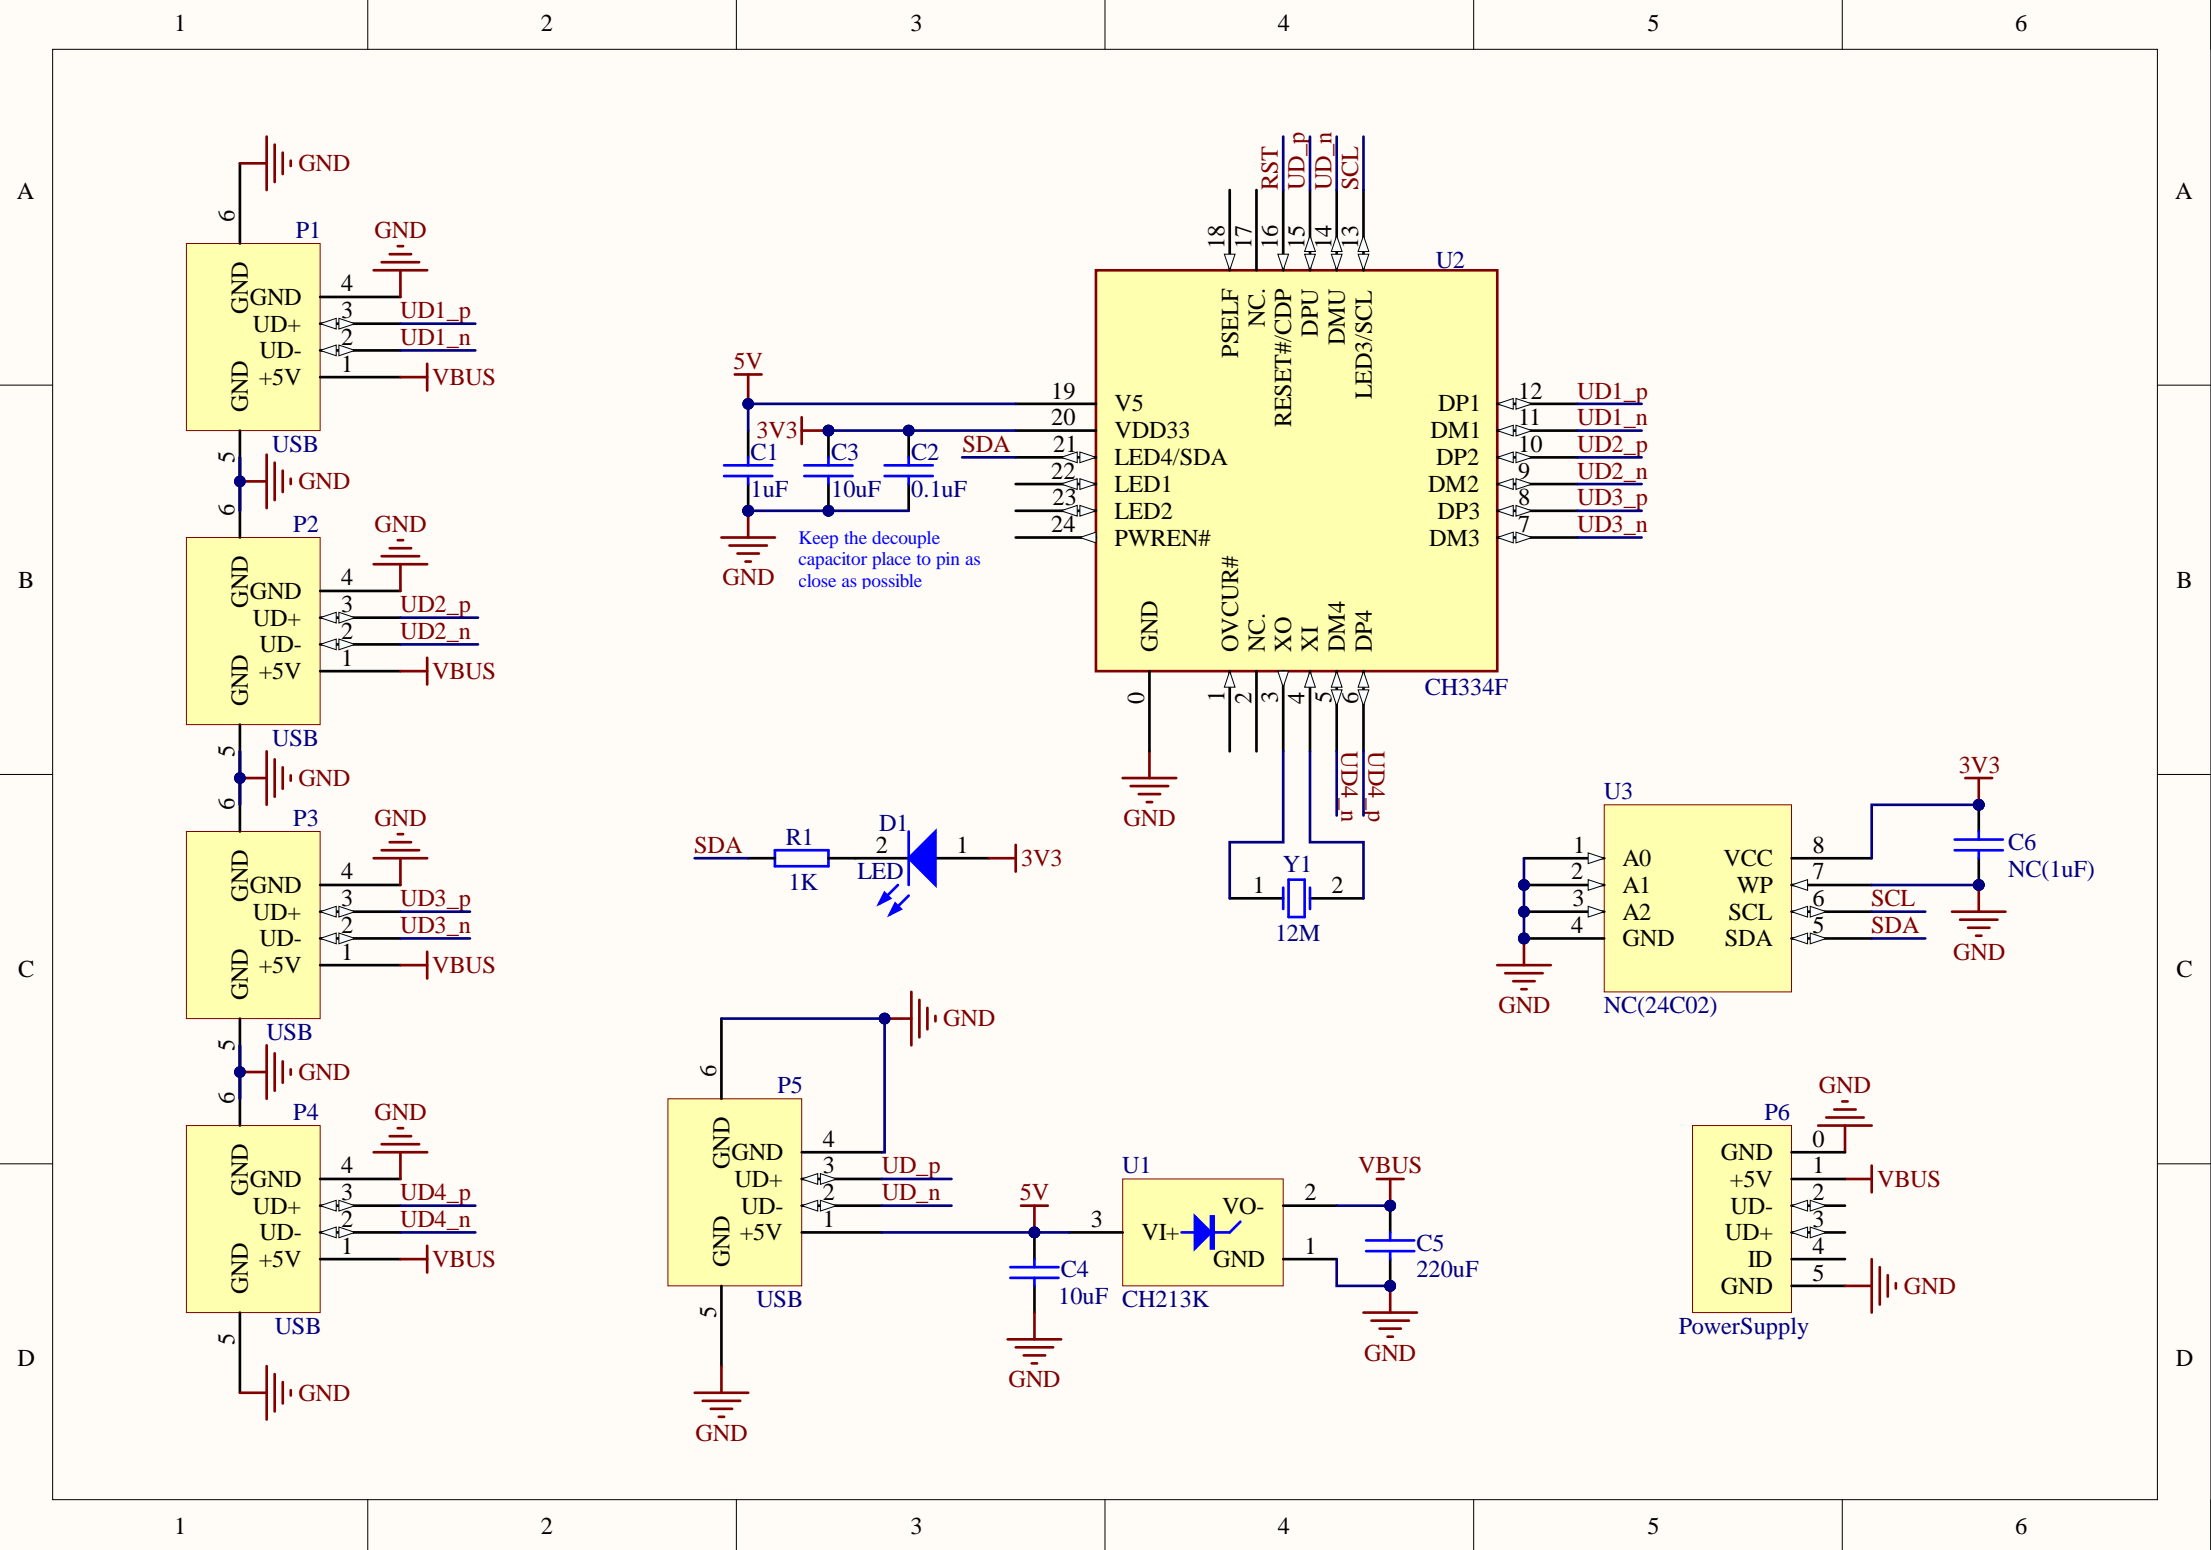 1 2 3 4 5 6
A A
B B
C C
D D
GND
6
P1
GND
GND
GND 4
UD+ 3 UD1_p
UD- 2 UD1_n
+5V 1 VBUS
GND
USB
5
GND
6
P2
GND
GND
GND 4
UD+ 3 UD2_p
UD- 2 UD2_n
+5V 1 VBUS
GND
USB
5
GND
6
P3
GND
GND
GND 4
UD+ 3 UD3_p
UD- 2 UD3_n
+5V 1 VBUS
GND
USB
5
GND
6
P4
GND
GND
GND 4
UD+ 3 UD4_p
UD- 2 UD4_n
+5V 1 VBUS
GND
USB
5
GND
RST UD_p UD_n SCL
18 17 16 15 14 13
U2
PSELF NC. RESET#/CDP DPU DMU LED3/SCL
5V
19 V5
3V3 20 VDD33
SDA 21 LED4/SDA
22 LED1
23 LED2
24 PWREN#
C1 C3 C2
1uF 10uF 0.1uF
GND
Keep the decouple
capacitor place to pin as
close as possible
DP1 12 UD1_p
DM1 11 UD1_n
DP2 10 UD2_p
DM2 9 UD2_n
DP3 8 UD3_p
DM3 7 UD3_n
GND OVCUR# NC. XO XI DM4 DP4
0 1 2 3 4 5 6
CH334F
UD4_n UD4_p
GND
Y1
1 2
12M
SDA R1 2 D1 1 3V3
1K LED
3V3
U3
1 A0 VCC 8
2 A1 WP 7
3 A2 SCL 6 SCL
4 GND SDA 5 SDA
C6
NC(1uF)
GND
GND
NC(24C02)
GND
6
P5
GND
GND 4
UD+ 3 UD_p
UD- 2 UD_n
+5V 1
GND
USB
5
GND
5V
C4
10uF
GND
U1
3 VI+ VO- 2
GND 1
CH213K
VBUS
C5
220uF
GND
GND
P6
GND 0
+5V 1 VBUS
UD- 2
UD+ 3
ID 4
GND 5 GND
PowerSupply
1 2 3 4 5 6